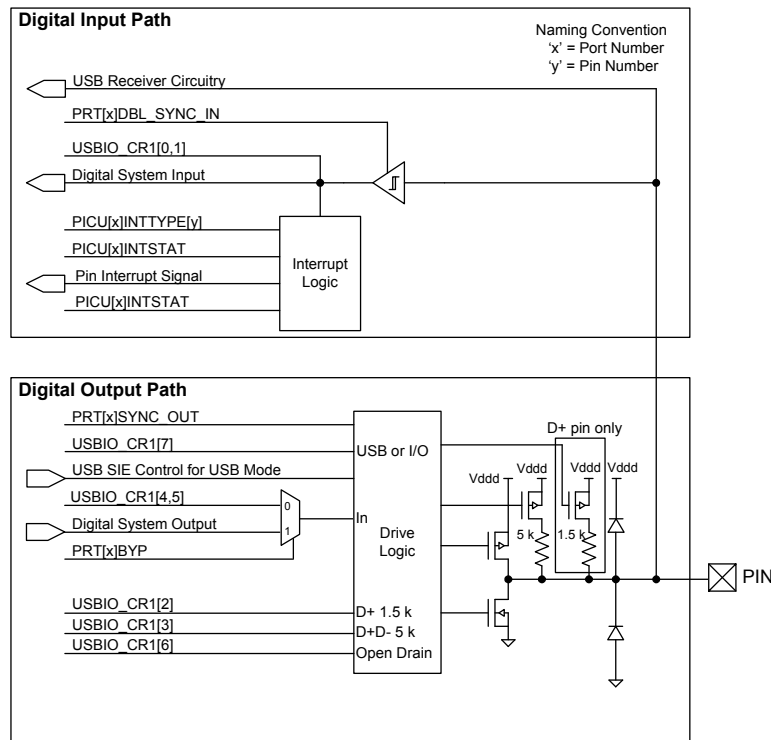 Digital Input Path
Naming Convention
'x' = Port Number
'y' = Pin Number
USB Receiver Circuitry
PRT[x]DBL_SYNC_IN
USBIO_CR1[0,1]
Digital System Input
PICU[x]INTTYPE[y]
PICU[x]INTSTAT
Pin Interrupt Signal
PICU[x]INTSTAT
Interrupt
Logic
Digital Output Path
PRT[x]SYNC_OUT
USBIO_CR1[7]
USB SIE Control for USB Mode
USBIO_CR1[4,5]
Digital System Output
PRT[x]BYP
0
1
USBIO_CR1[2]
USBIO_CR1[3]
USBIO_CR1[6]
USB or I/O
In
Drive
Logic
D+ 1.5 k
D+D- 5 k
Open Drain
D+ pin only
Vddd
Vddd
Vddd
Vddd
5 k
1.5 k
PIN